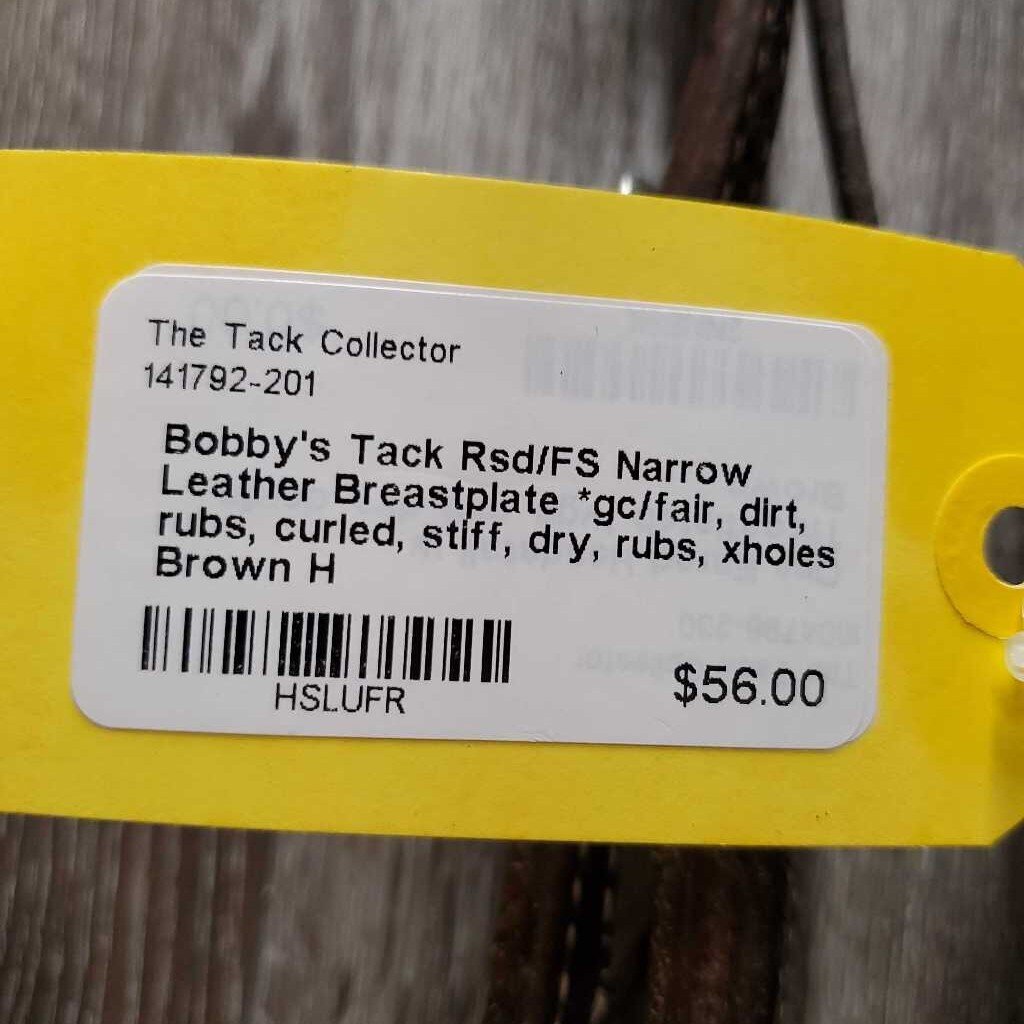 The Tack Collector
141792-201
Bobby's Tack Rsd/FS Narrow
Leather Breastplate *gc/fair, dirt,
rubs, curled, stiff, dry, rubs, xholes
Brown H
HSLUFR
$56.00